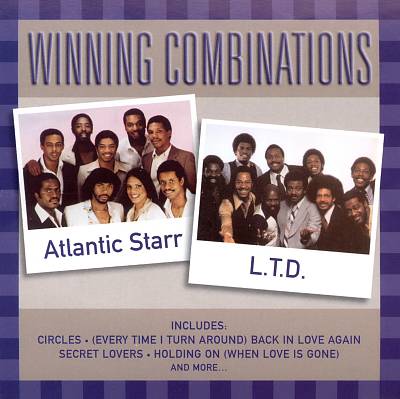 WINNING COMBINATIONS
Atlantic Starr
L.T.D.
INCLUDES:
CIRCLES • (EVERY TIME I TURN AROUND) BACK IN LOVE AGAIN
SECRET LOVERS • HOLDING ON (WHEN LOVE IS GONE)
AND MORE...